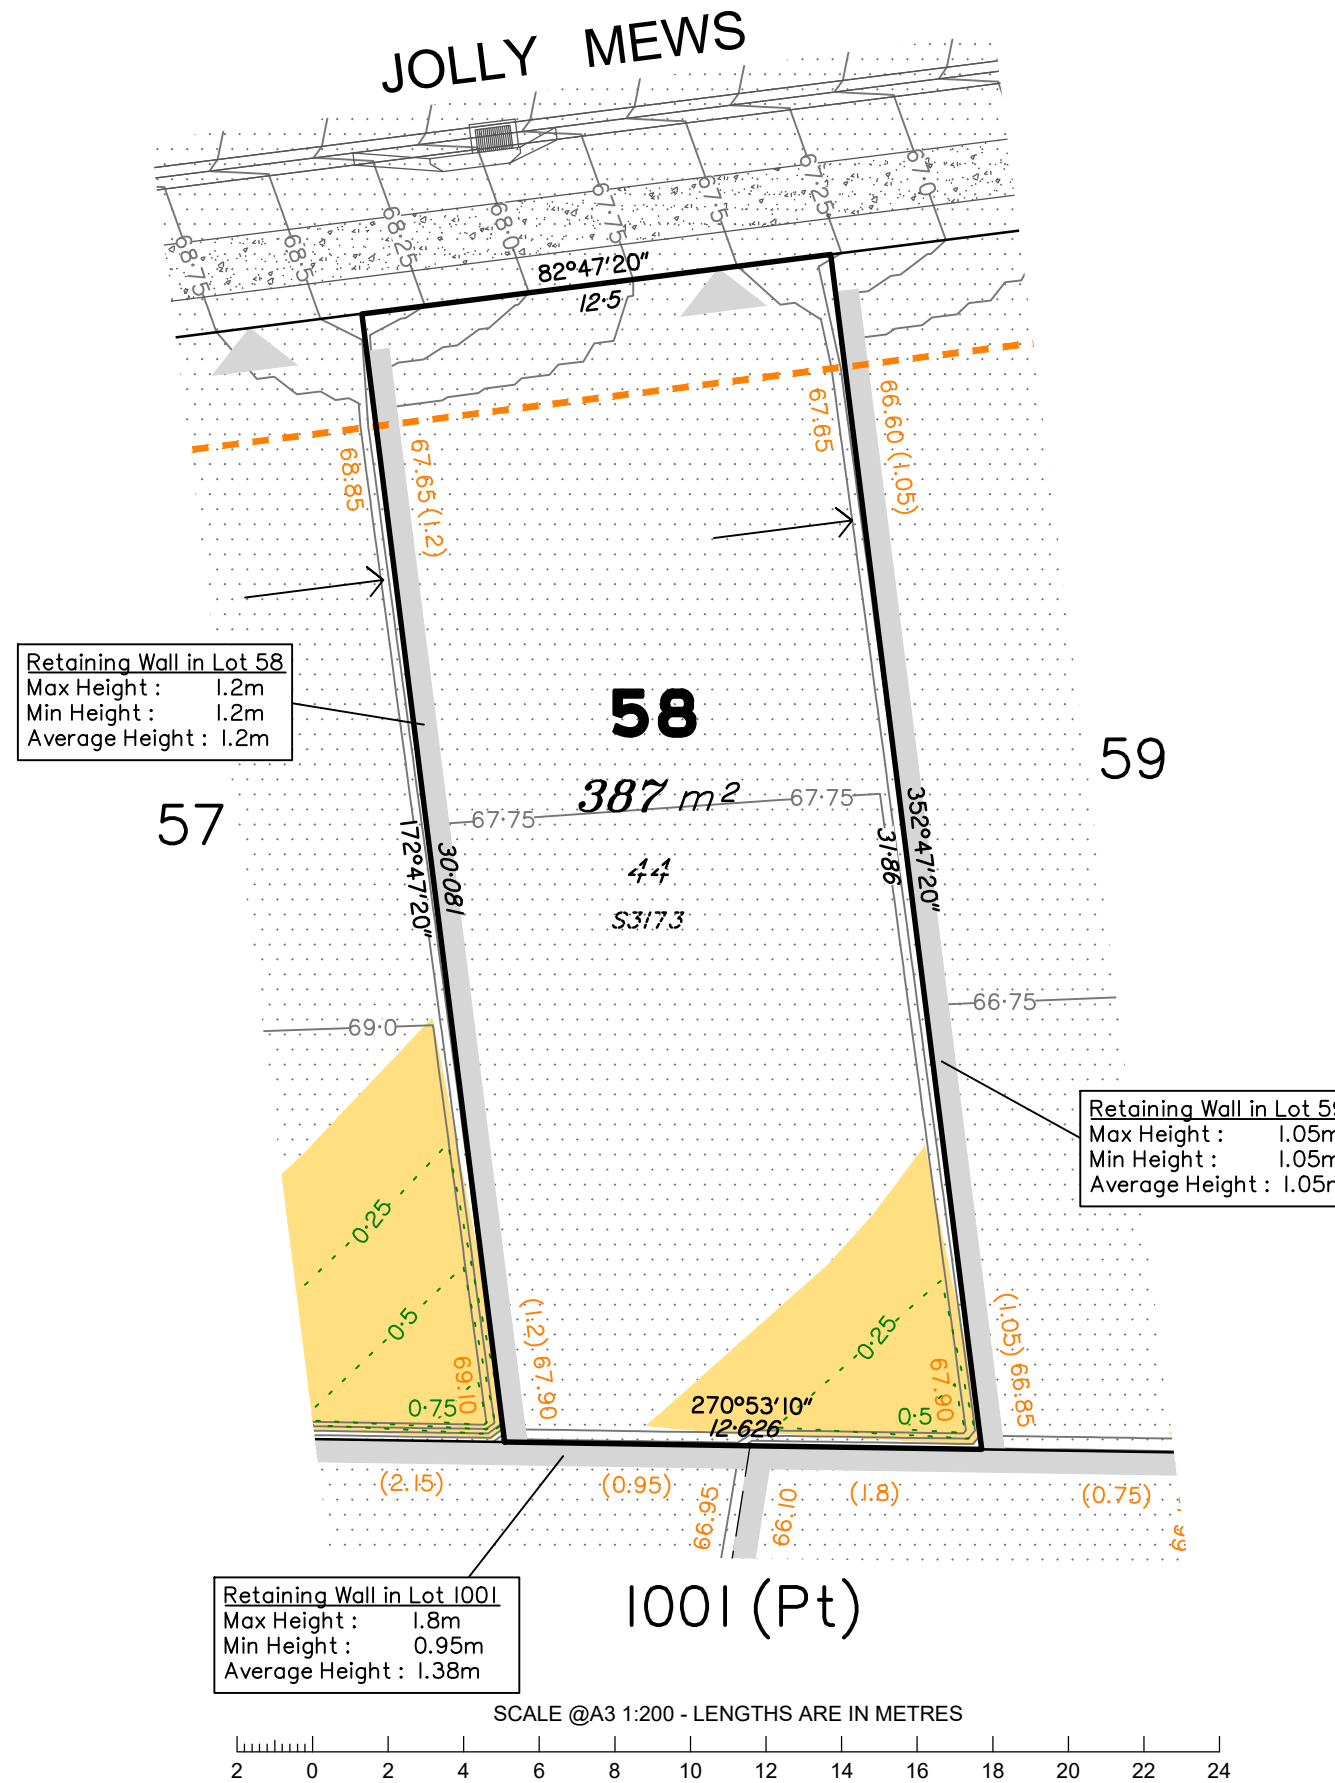 JOLLY MEWS
68·75
68·5
68·25
68·0
67·75
67·5
67·25
67·0
82°47'20"
12·5
68.85
67.65 (1.2)
67.65
66.60 (1.05)
Retaining Wall in Lot 58
Max Height : 1.2m
Min Height : 1.2m
Average Height : 1.2m
58
387 m²
44
S3173
57
59
67·75
67·75
172°47'20"
30·081
31·86
352°47'20"
69·0
66·75
Retaining Wall in Lot 59
Max Height : 1.05m
Min Height : 1.05m
Average Height : 1.05m
0·25
0·5
0·75
69.10
(1.2) 67.90
0·25
0·5
67.90
(1.05) 66.85
270°53'10"
12·626
(2.15)
(0.95)
(1.8)
(0.75)
66.95
66.10
Retaining Wall in Lot 1001
Max Height : 1.8m
Min Height : 0.95m
Average Height : 1.38m
1001 (Pt)
SCALE @A3 1:200 - LENGTHS ARE IN METRES
2 0 2 4 6 8 10 12 14 16 18 20 22 24